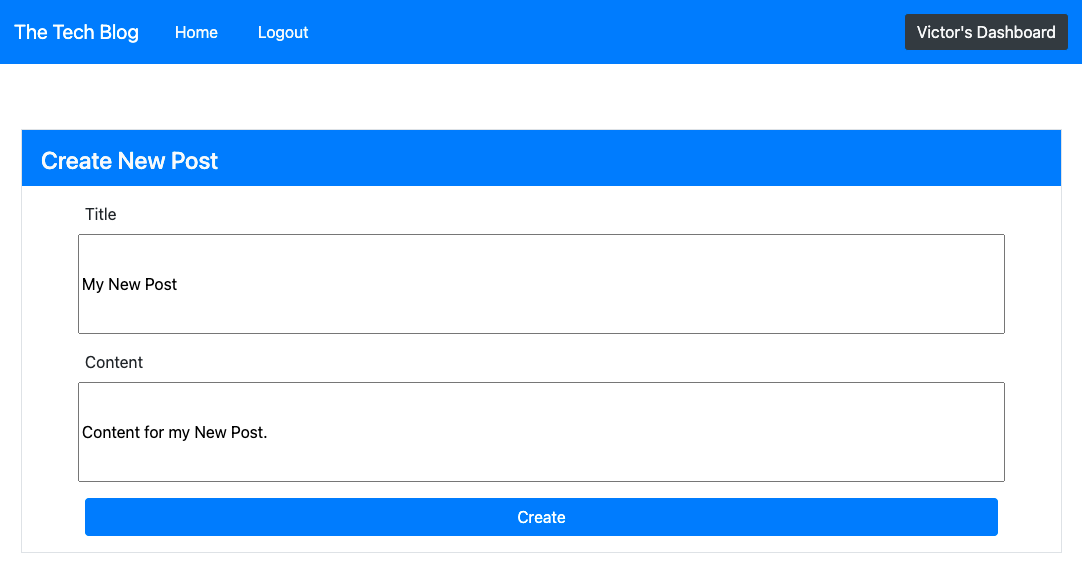 The Tech Blog Home Logout Victor's Dashboard
Create New Post
Title
My New Post
Content
Content for my New Post.
Create